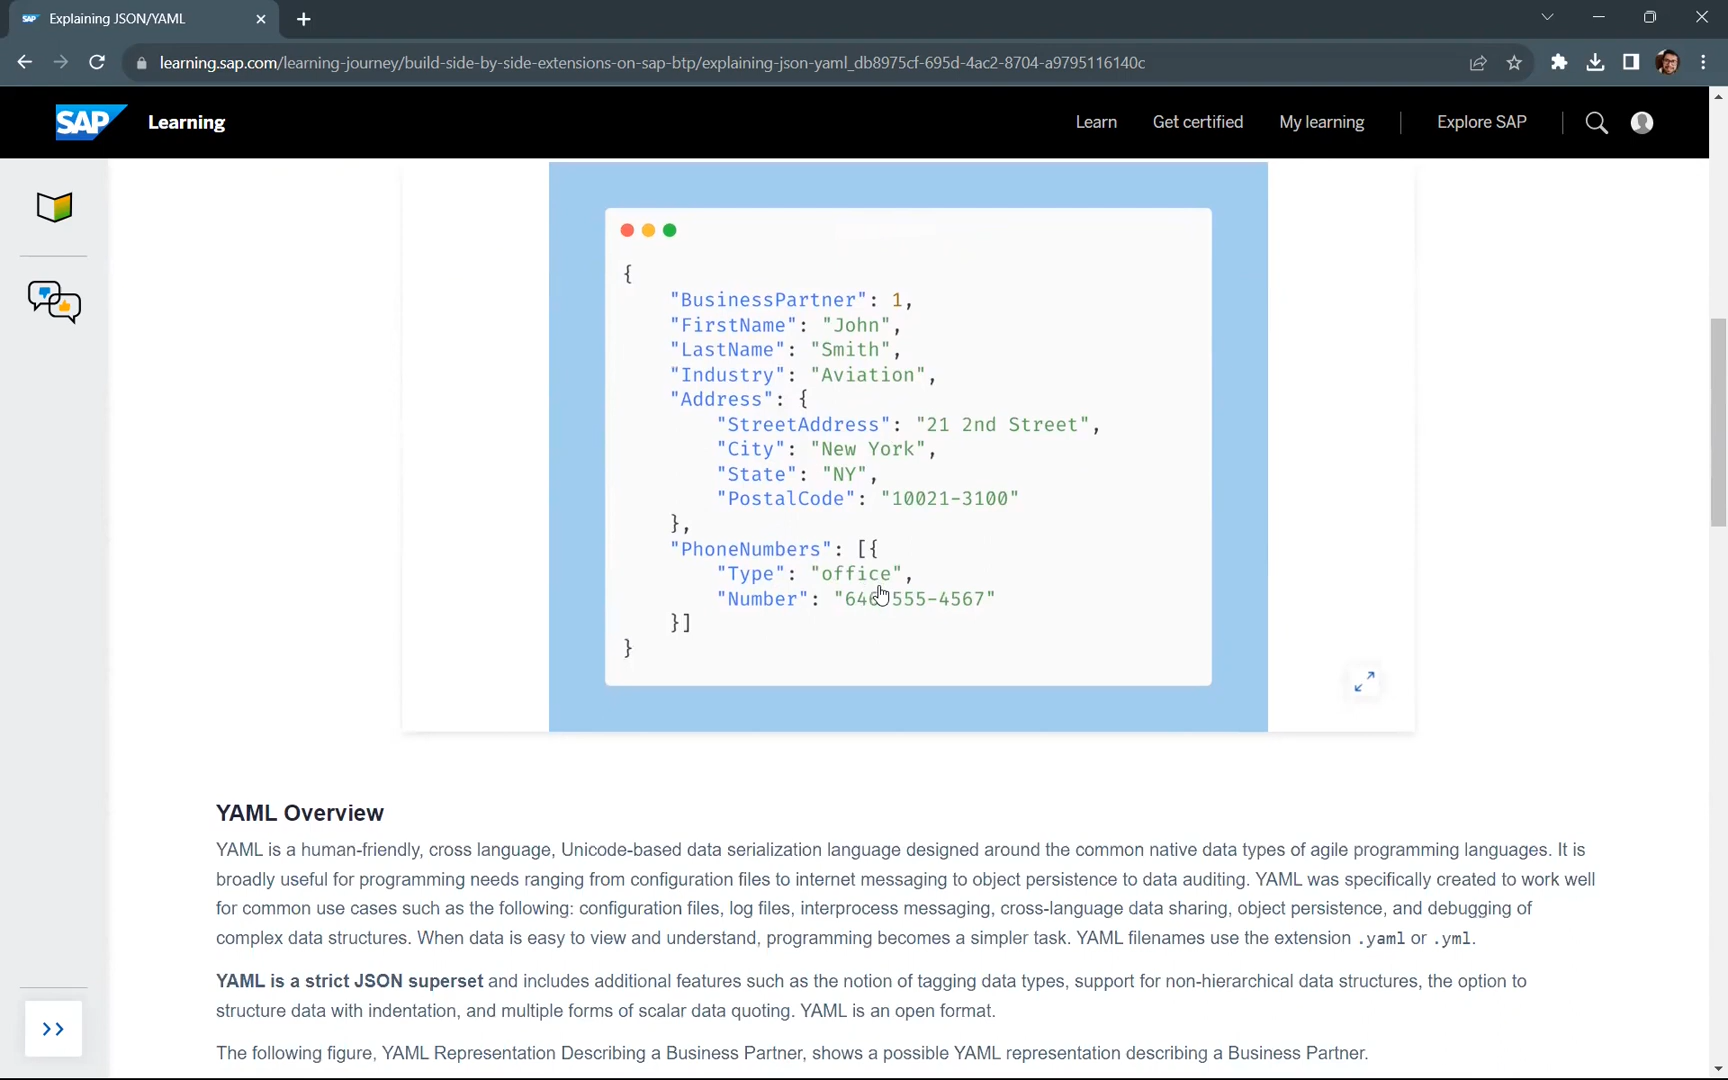 SAP Explaining JSON/YAML
learning.sap.com/learning-journey/build-side-by-side-extensions-on-sap-btp/explaining-json-yaml_db8975cf-695d-4ac2-8704-a9795116140c
SAP Learning Learn Get certified My learning Explore SAP
{
"BusinessPartner": 1,
"FirstName": "John",
"LastName": "Smith",
"Industry": "Aviation",
"Address": {
"StreetAddress": "21 2nd Street",
"City": "New York",
"State": "NY",
"PostalCode": "10021-3100"
},
"PhoneNumbers": [{
"Type": "office",
"Number": "646 555-4567"
}]
}
YAML Overview
YAML is a human-friendly, cross language, Unicode-based data serialization language designed around the common native data types of agile programming languages. It is
broadly useful for programming needs ranging from configuration files to internet messaging to object persistence to data auditing. YAML was specifically created to work well
for common use cases such as the following: configuration files, log files, interprocess messaging, cross-language data sharing, object persistence, and debugging of
complex data structures. When data is easy to view and understand, programming becomes a simpler task. YAML filenames use the extension .yaml or .yml.
YAML is a strict JSON superset and includes additional features such as the notion of tagging data types, support for non-hierarchical data structures, the option to
structure data with indentation, and multiple forms of scalar data quoting. YAML is an open format.
The following figure, YAML Representation Describing a Business Partner, shows a possible YAML representation describing a Business Partner.